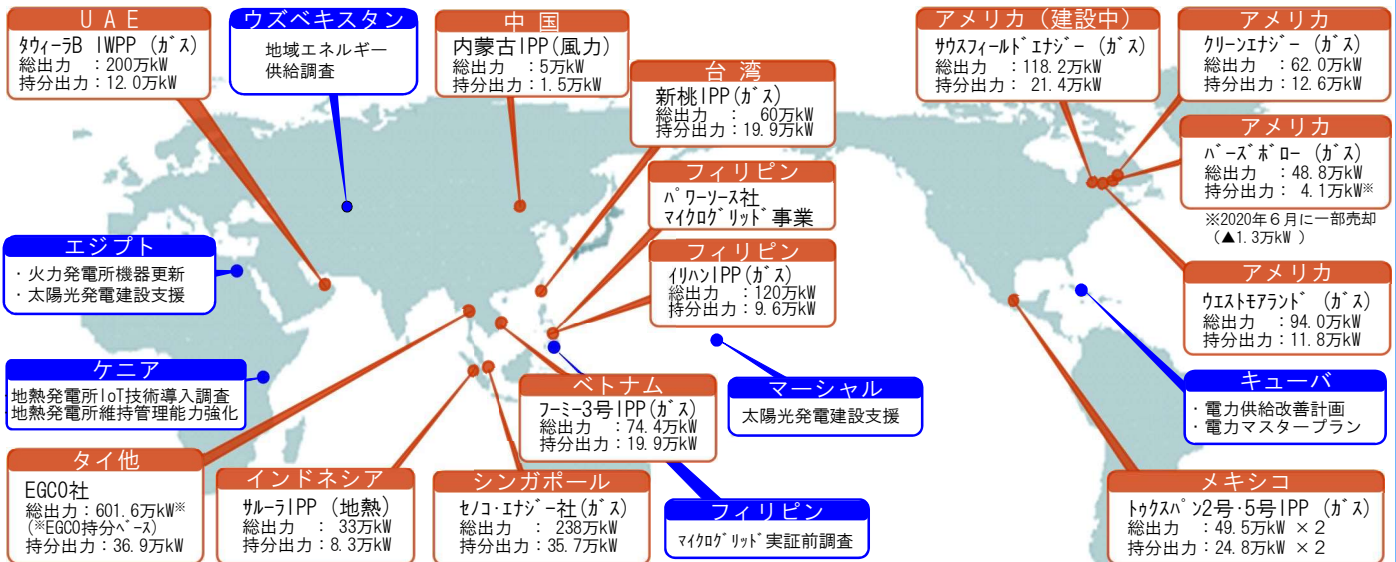 UAE
ﾀｳｨｰﾗB IWPP (ｶﾞｽ)
総出力 :200万kW
持分出力:12.0万kW
ウズベキスタン
地域エネルギー
供給調査
中国
内蒙古IPP(風力)
総出力 :5万kW
持分出力:1.5万kW
台湾
新桃IPP(ｶﾞｽ)
総出力 : 60万kW
持分出力:19.9万kW
フィリピン
ﾊﾟﾜｰｿｰｽ社
ﾏｲｸﾛｸﾞﾘｯﾄﾞ事業
フィリピン
ｲﾘﾊﾝIPP(ｶﾞｽ)
総出力 :120万kW
持分出力:9.6万kW
アメリカ(建設中)
ｻｳｽﾌｨｰﾙﾄﾞｴﾅｼﾞｰ (ｶﾞｽ)
総出力 :118.2万kW
持分出力: 21.4万kW
アメリカ
ｸﾘｰﾝｴﾅｼﾞｰ (ｶﾞｽ)
総出力 :62.0万kW
持分出力:12.6万kW
アメリカ
ﾊﾞｰｽﾞﾎﾞﾛｰ (ｶﾞｽ)
総出力 :48.8万kW
持分出力: 4.1万kW※
※2020年6月に一部売却
(▲1.3万kW )
アメリカ
ｳｴｽﾄﾓｱﾗﾝﾄﾞ (ｶﾞｽ)
総出力 :94.0万kW
持分出力:11.8万kW
エジプト
・火力発電所機器更新
・太陽光発電建設支援
ケニア
・地熱発電所IoT技術導入調査
・地熱発電所維持管理能力強化
ベトナム
ﾌｰﾐｰ3号IPP(ｶﾞｽ)
総出力 :74.4万kW
持分出力:19.9万kW
マーシャル
太陽光発電建設支援
キューバ
・電力供給改善計画
・電力マスタープラン
タイ他
EGCO社
総出力 :601.6万kW※
(※EGCO持分ﾍﾞｰｽ)
持分出力:36.9万kW
インドネシア
ｻﾙｰﾗIPP (地熱)
総出力 : 33万kW
持分出力:8.3万kW
シンガポール
ｾﾉｺ･ｴﾅｼﾞｰ社(ｶﾞｽ)
総出力 : 238万kW
持分出力:35.7万kW
フィリピン
ﾏｲｸﾛｸﾞﾘｯﾄﾞ実証前調査
メキシコ
ﾄｩｸｽﾊﾟﾝ2号･5号IPP (ｶﾞｽ)
総出力 :49.5万kW ×2
持分出力:24.8万kW ×2